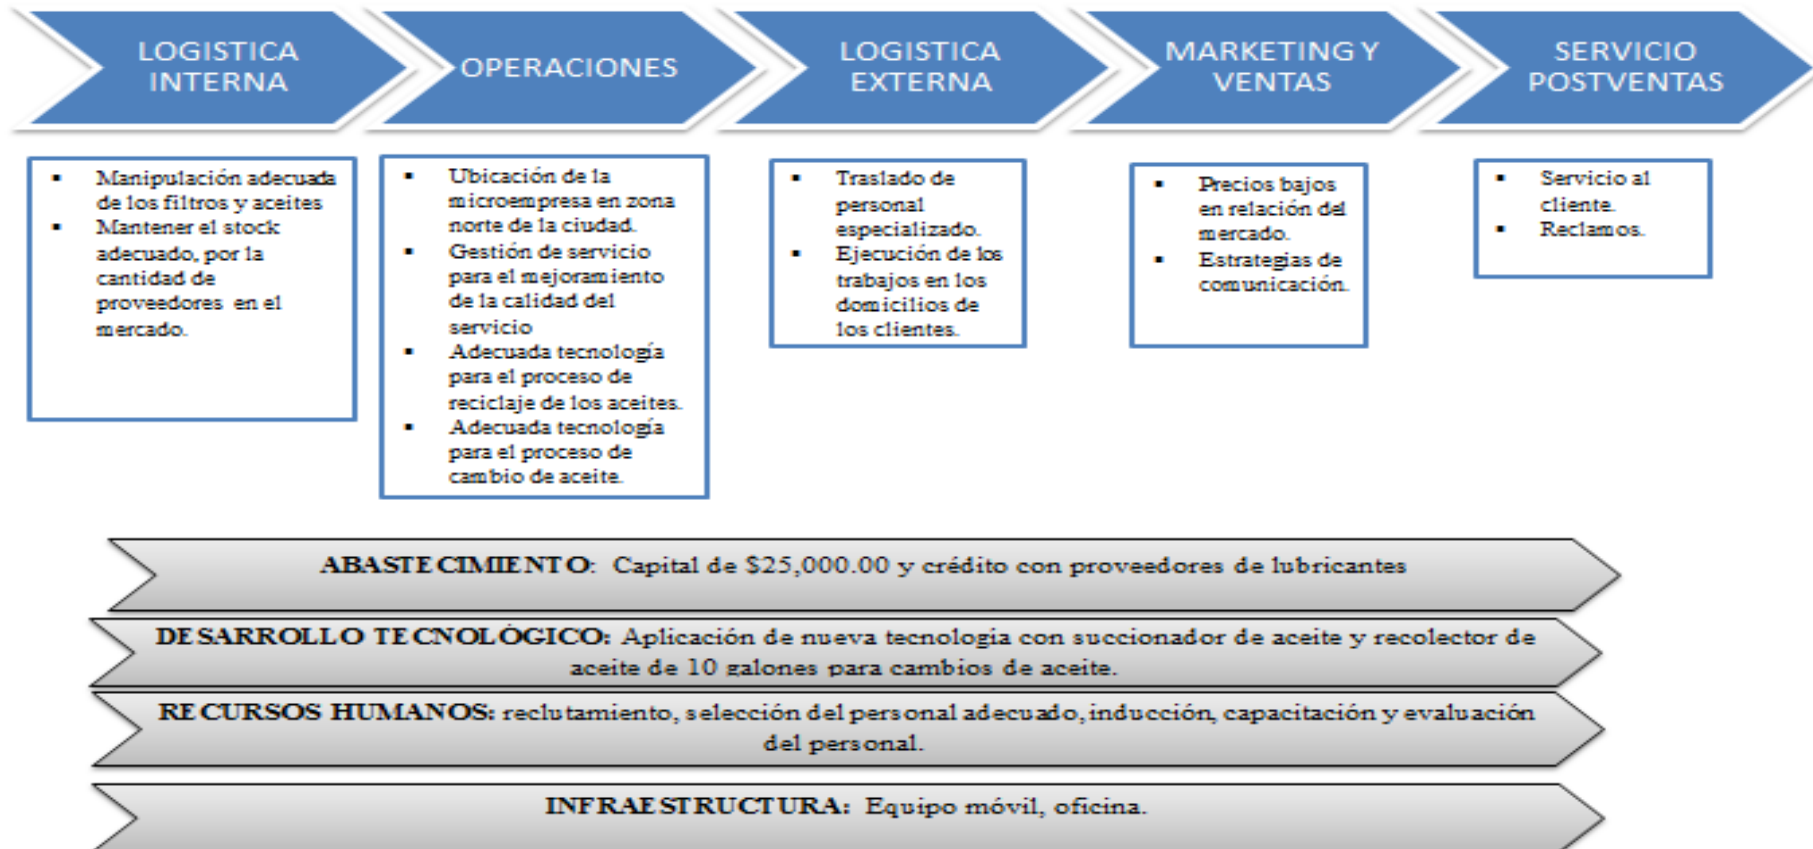 LOGISTICA
INTERNA
OPERACIONES
LOGISTICA
EXTERNA
MARKETING Y
VENTAS
SERVICIO
POSTVENTAS
▪ Manipulación adecuada
de los filtros y aceites
▪ Mantener el stock
adecuado, por la
cantidad de
proveedores en el
mercado.
▪ Ubicación de la
microempresa en zona
norte de la ciudad.
▪ Gestión de servicio
para el mejoramiento
de la calidad del
servicio
▪ Adecuada tecnología
para el proceso de
reciclaje de los aceites.
▪ Adecuada tecnología
para el proceso de
cambio de aceite.
▪ Traslado de
personal
especializado.
▪ Ejecución de los
trabajos en los
domicilios de
los clientes.
▪ Precios bajos
en relación del
mercado.
▪ Estrategias de
comunicación.
▪ Servicio al
cliente.
▪ Reclamos.
ABASTECIMIENTO: Capital de $25,000.00 y crédito con proveedores de lubricantes
DESARROLLO TECNOLÓGICO: Aplicación de nueva tecnología con succionador de aceite y recolector de
aceite de 10 galones para cambios de aceite.
RECURSOS HUMANOS: reclutamiento, selección del personal adecuado, inducción, capacitación y evaluación
del personal.
INFRAESTRUCTURA: Equipo móvil, oficina.